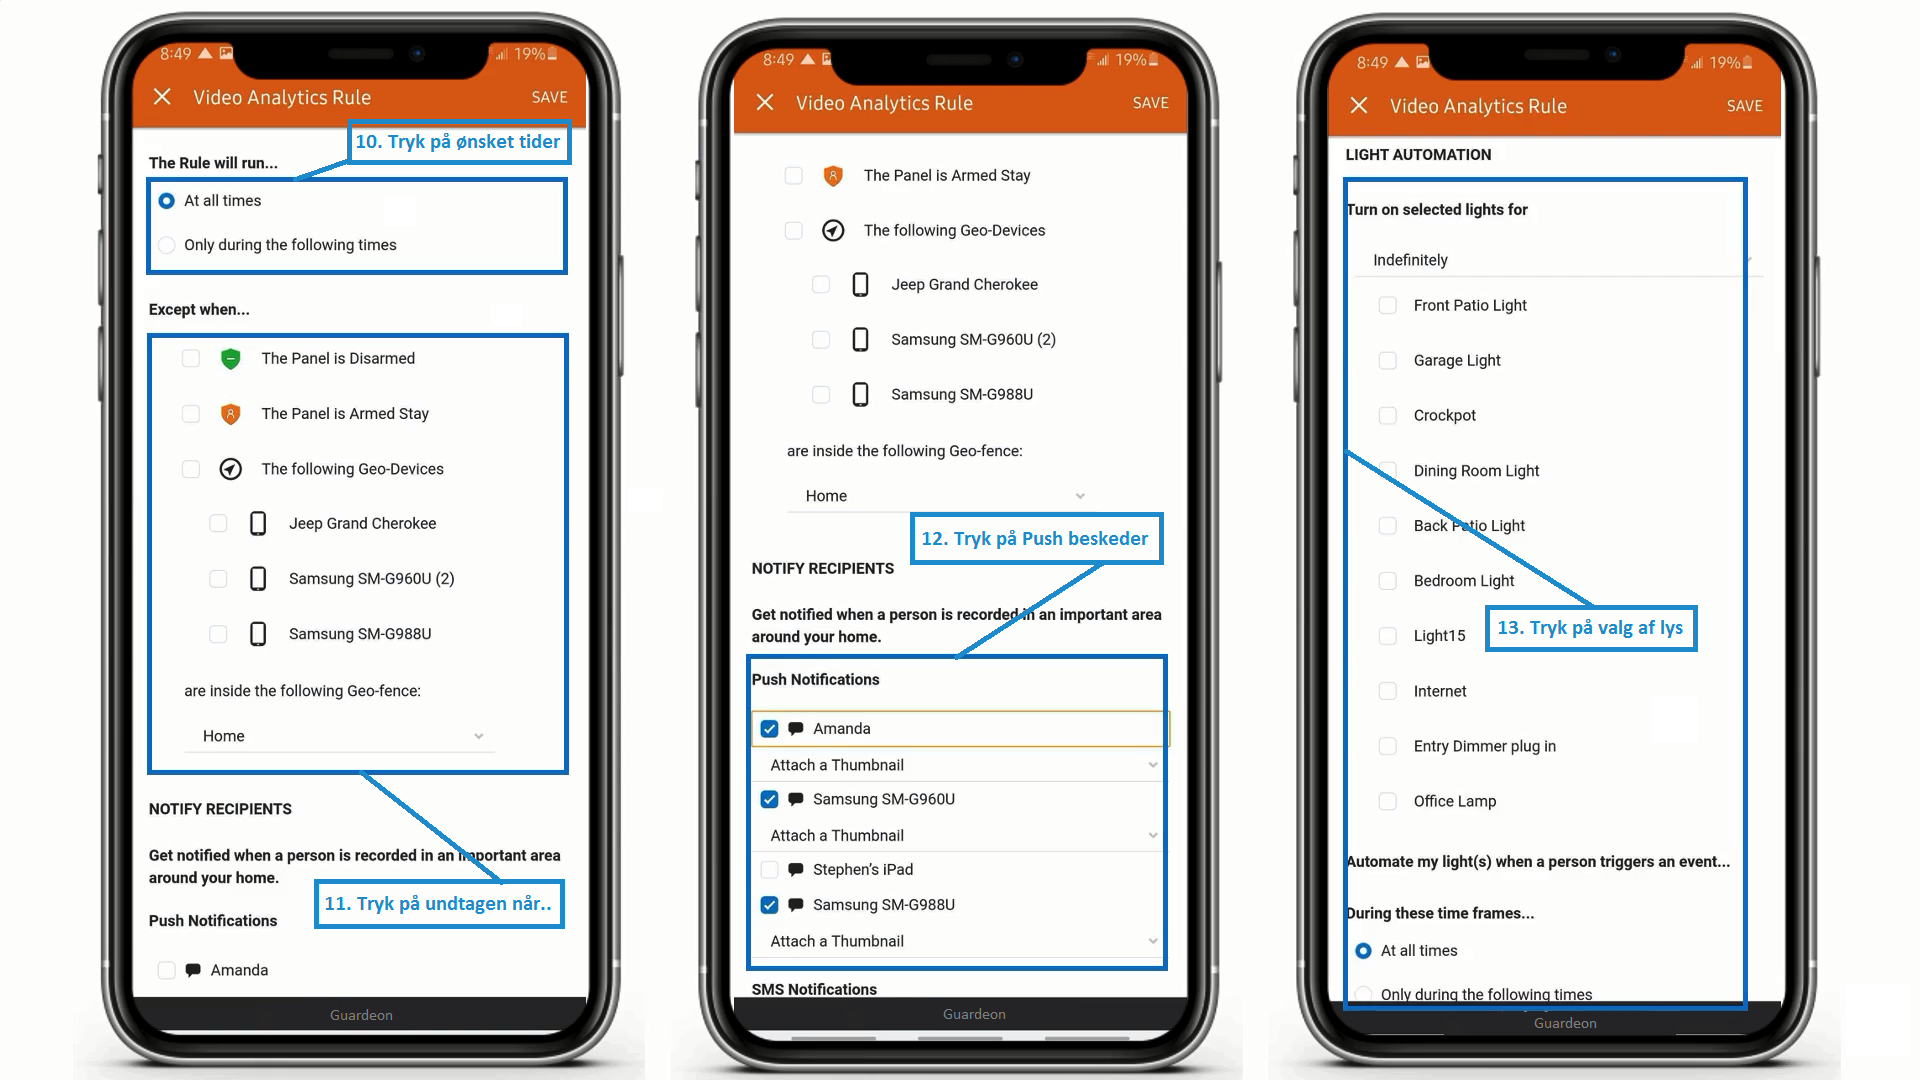 8:49
19%
Video Analytics Rule
SAVE
10. Tryk på ønsket tider
The Rule will run...
At all times
Only during the following times
Except when...
The Panel is Disarmed
The Panel is Armed Stay
The following Geo-Devices
Jeep Grand Cherokee
Samsung SM-G960U (2)
Samsung SM-G988U
are inside the following Geo-fence:
Home
NOTIFY RECIPIENTS
Get notified when a person is recorded in an important area
around your home.
11. Tryk på undtagen når..
Push Notifications
Amanda
Guardeon
8:49
19%
Video Analytics Rule
SAVE
The Panel is Armed Stay
The following Geo-Devices
Jeep Grand Cherokee
Samsung SM-G960U (2)
Samsung SM-G988U
are inside the following Geo-fence:
Home
12. Tryk på Push beskeder
NOTIFY RECIPIENTS
Get notified when a person is recorded in an important area
around your home.
Push Notifications
Amanda
Attach a Thumbnail
Samsung SM-G960U
Attach a Thumbnail
Stephen's iPad
Samsung SM-G988U
Attach a Thumbnail
SMS Notifications
Guardeon
8:49
19%
Video Analytics Rule
SAVE
LIGHT AUTOMATION
Turn on selected lights for
Indefinitely
Front Patio Light
Garage Light
Crockpot
Dining Room Light
Back Patio Light
Bedroom Light
Light15
13. Tryk på valg af lys
Internet
Entry Dimmer plug in
Office Lamp
Automate my light(s) when a person triggers an event...
During these time frames...
At all times
Only during the following times
Guardeon